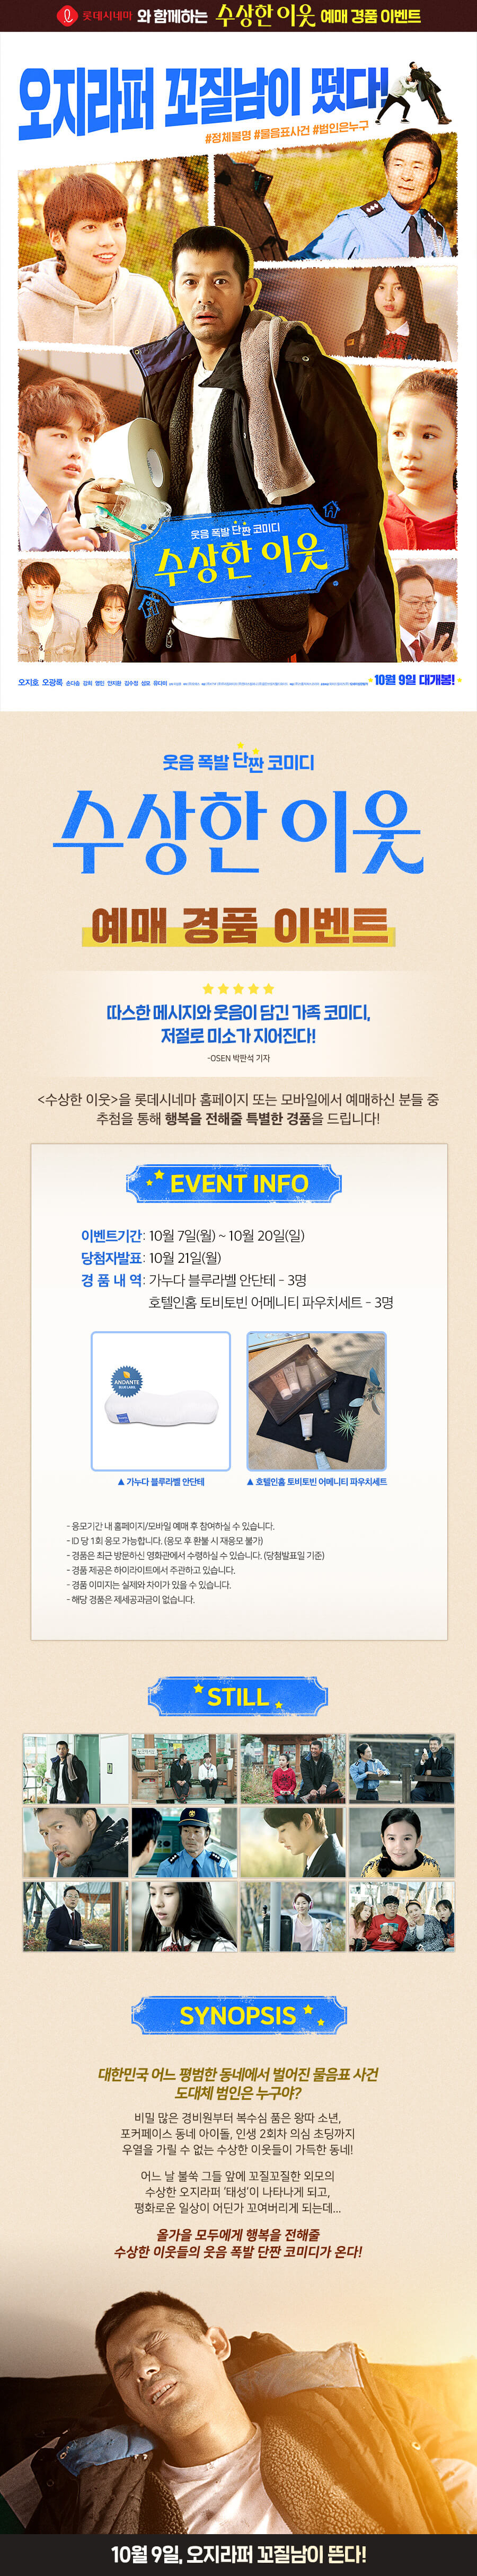 롯데시네마 와 함께하는 수상한 이웃 예매 경품 이벤트
오지라퍼 꼬질남이 떴다!
#정체불명 #물음표사건 #범인은누구
웃음 폭발 단짠 코미디
수상한 이웃
오지호 오광록 손다솜 강희 영민 안지환 김수정 성모 유다미
10월 9일 대개봉!
웃음 폭발 단짠 코미디
수상한 이웃
예매 경품 이벤트
따스한 메시지와 웃음이 담긴 가족 코미디,
저절로 미소가 지어진다!
-OSEN 박판석 기자
<수상한 이웃>을 롯데시네마 홈페이지 또는 모바일에서 예매하신 분들 중
추첨을 통해 행복을 전해줄 특별한 경품을 드립니다!
EVENT INFO
이벤트기간: 10월 7일(월) ~ 10월 20일(일)
당첨자발표: 10월 21일(월)
경 품 내 역: 가누다 블루라벨 안단테 - 3명
호텔인홈 토비토빈 어메니티 파우치세트 - 3명
ANDANTE
BLUE LABEL
▲ 가누다 블루라벨 안단테
▲ 호텔인홈 토비토빈 어메니티 파우치세트
- 응모기간 내 홈페이지/모바일 예매 후 참여하실 수 있습니다.
- ID 당 1회 응모 가능합니다. (응모 후 환불 시 재응모 불가)
- 경품은 최근 방문하신 영화관에서 수령하실 수 있습니다. (당첨발표일 기준)
- 경품 제공은 하이라이트에서 주관하고 있습니다.
- 경품 이미지는 실제와 차이가 있을 수 있습니다.
- 해당 경품은 제세공과금이 없습니다.
STILL
SYNOPSIS
대한민국 어느 평범한 동네에서 벌어진 물음표 사건
도대체 범인은 누구야?
비밀 많은 경비원부터 복수심 품은 왕따 소년,
포커페이스 동네 아이돌, 인생 2회차 의심 초딩까지
우열을 가릴 수 없는 수상한 이웃들이 가득한 동네!
어느 날 불쑥 그들 앞에 꼬질꼬질한 외모의
수상한 오지라퍼 '태성'이 나타나게 되고,
평화로운 일상이 어딘가 꼬여버리게 되는데...
올가을 모두에게 행복을 전해줄
수상한 이웃들의 웃음 폭발 단짠 코미디가 온다!
10월 9일, 오지라퍼 꼬질남이 뜬다!